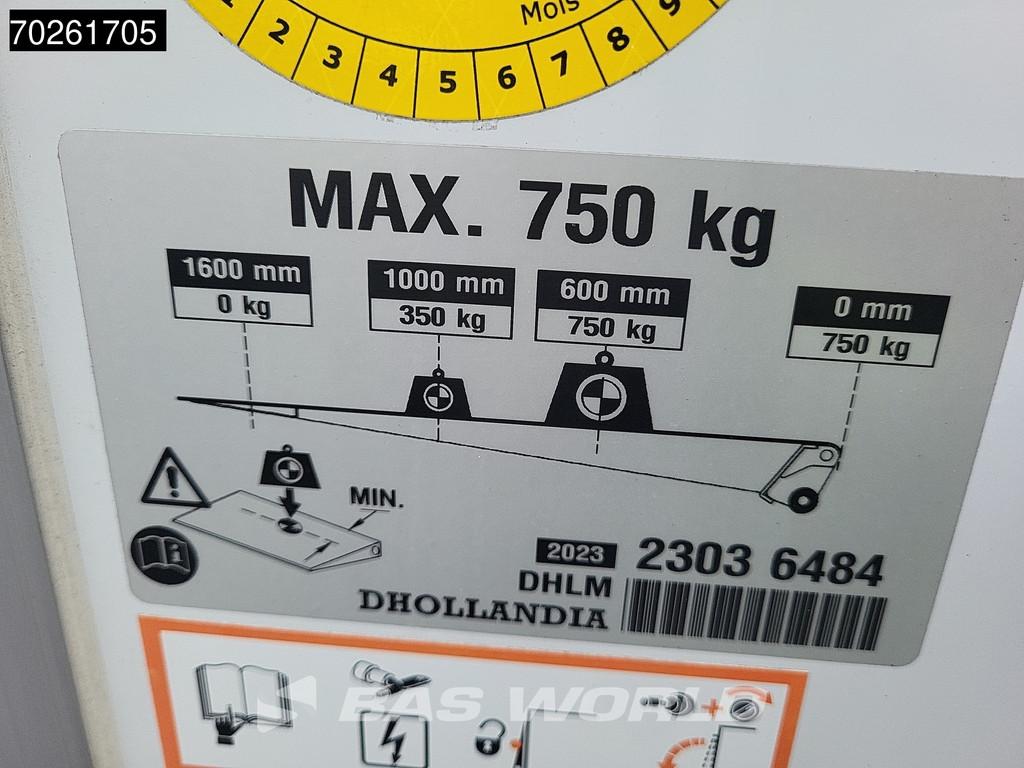 70261705
Mois
2 3 4 5 6 7 8 9
MAX. 750 kg
1600 mm
0 kg
1000 mm
350 kg
600 mm
750 kg
0 mm
750 kg
MIN.
2023 2303 6484
DHLM
DHOLLANDIA
BAS WORLD